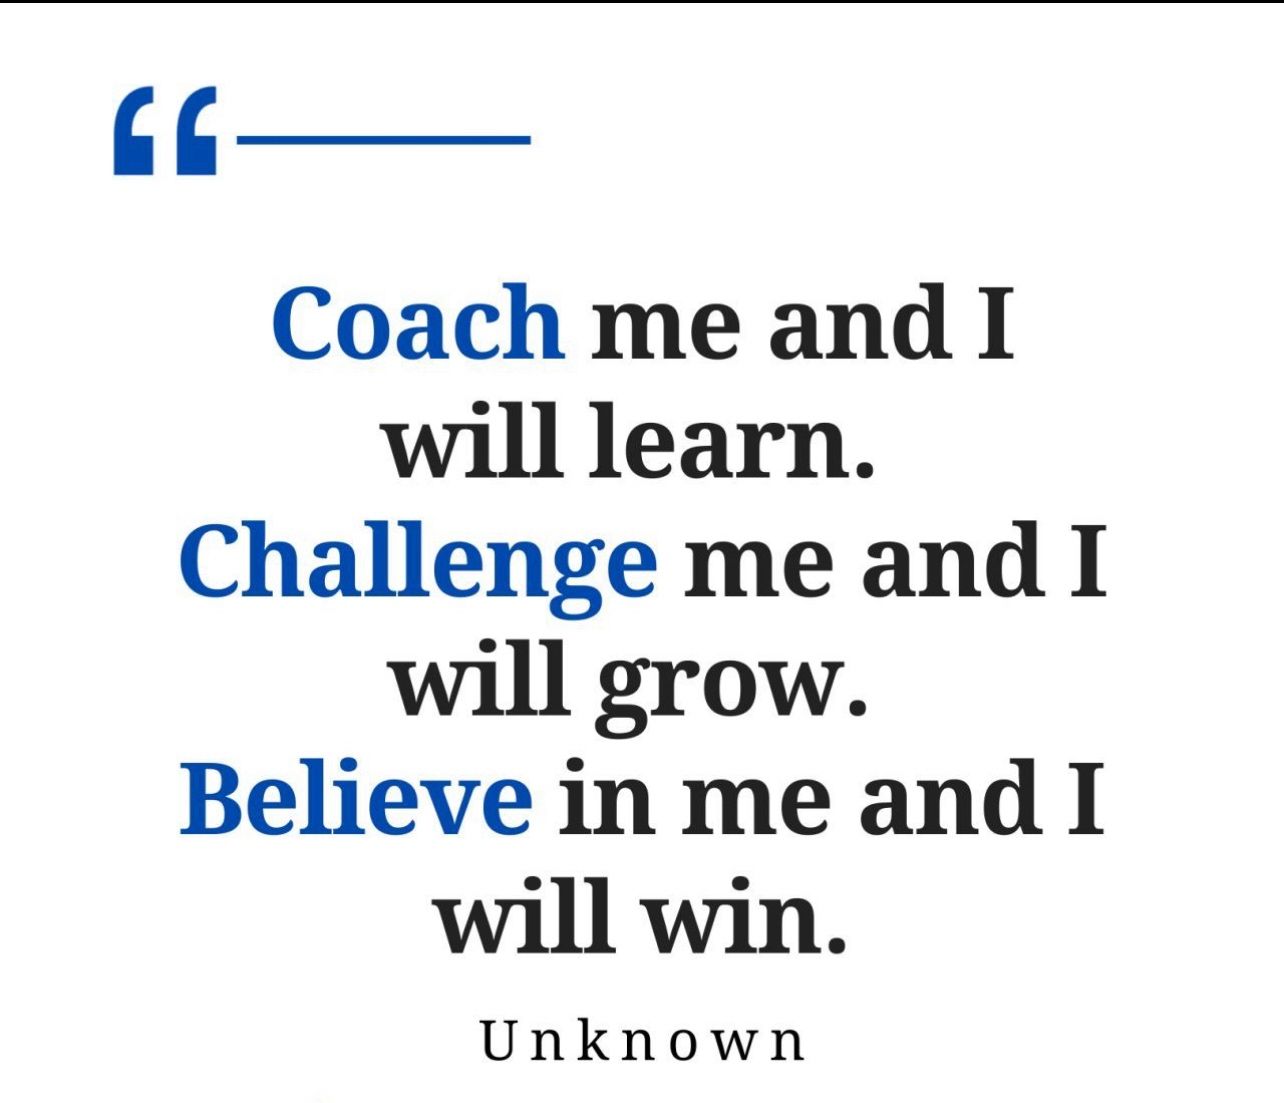 “
Coach me and I
will learn.
Challenge me and I
will grow.
Believe in me and I
will win.
Unknown